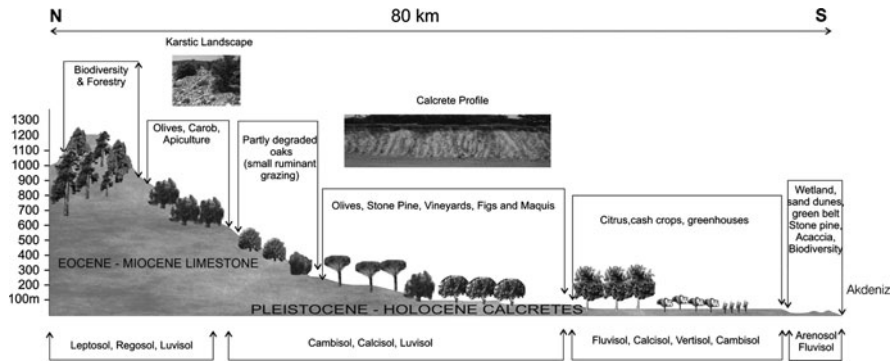 N
80 km
S
Karstic Landscape
Biodiversity
& Forestry
Calcrete Profile
Olives, Carob,
Apiculture
Partly degraded
oaks
(small ruminant
grazing)
Olives, Stone Pine, Vineyards, Figs and Maquis
Citrus,cash crops, greenhouses
Wetland,
sand dunes,
green belt
Stone pine,
Acaccia,
Biodiversity
1300
1200
1100
1000
900
800
700
600
500
400
300
200
100m
EOCENE - MIOCENE LIMESTONE
PLEISTOCENE - HOLOCENE CALCRETES
Akdeniz
Leptosol, Regosol, Luvisol
Cambisol, Calcisol, Luvisol
Fluvisol, Calcisol, Vertisol, Cambisol
Arenosol
Fluvisol